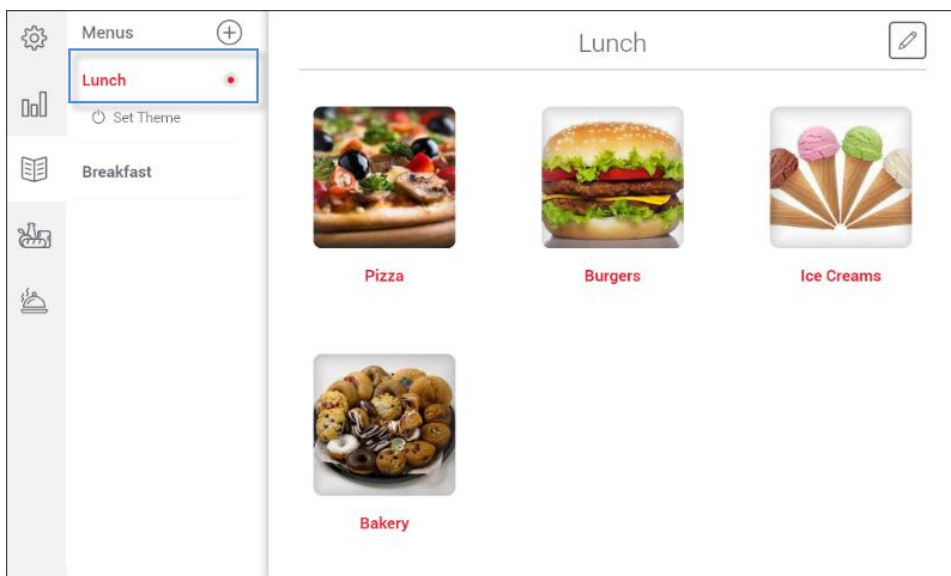 Menus
Lunch
Set Theme
Breakfast
Lunch
Pizza
Burgers
Ice Creams
Bakery